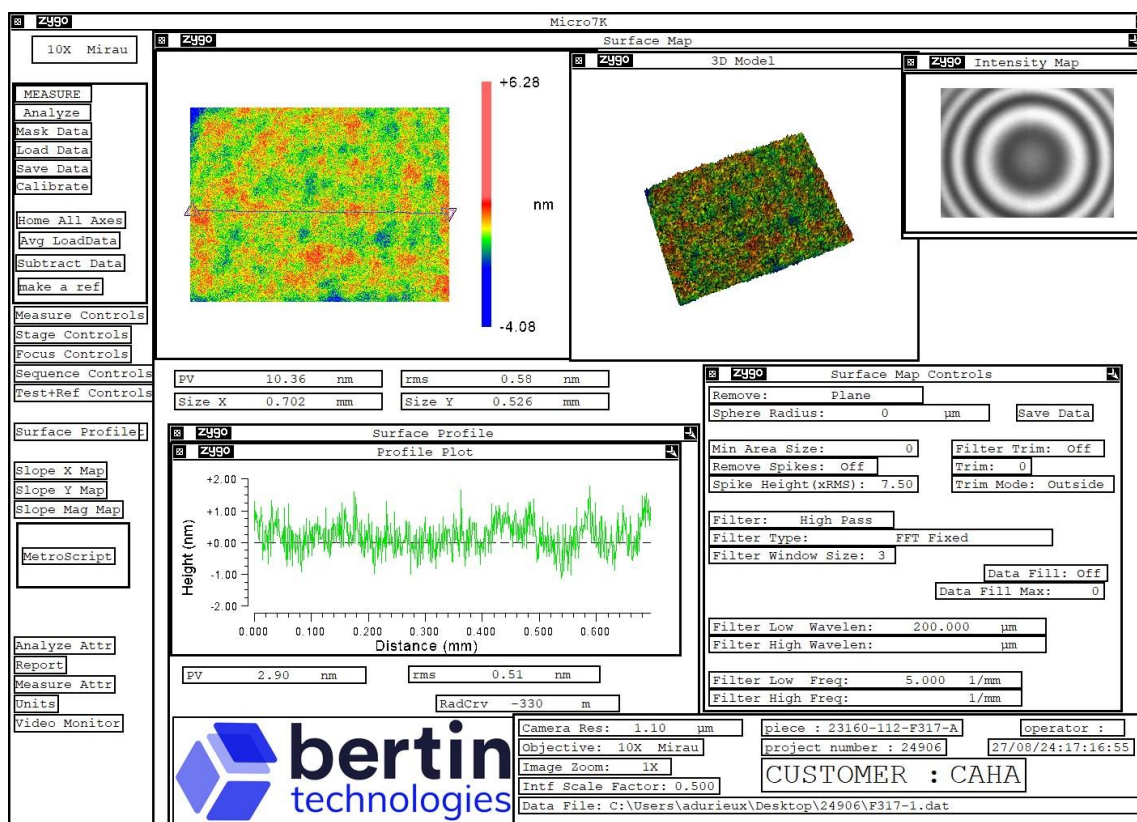 zygo Micro7K
10X Mirau
MEASURE
Analyze
Mask Data
Load Data
Save Data
Calibrate
Home All Axes
Avg LoadData
Subtract Data
make a ref
Measure Controls
Stage Controls
Focus Controls
Sequence Controls
Test+Ref Controls
Surface Profile
Slope X Map
Slope Y Map
Slope Mag Map
MetroScript
Analyze Attr
Report
Measure Attr
Units
Video Monitor
zygo Surface Map
+6.28
nm
-4.08
zygo 3D Model
zygo Intensity Map
PV 10.36 nm
rms 0.58 nm
Size X 0.702 mm
Size Y 0.526 mm
zygo Surface Profile
zygo Profile Plot
Height (nm)
+2.00
+1.00
+0.00
-1.00
-2.00
0.000 0.100 0.200 0.300 0.400 0.500 0.600
Distance (mm)
PV 2.90 nm
rms 0.51 nm
RadCrv -330 m
zygo Surface Map Controls
Remove: Plane
Sphere Radius: 0 µm
Save Data
Min Area Size: 0
Filter Trim: Off
Remove Spikes: Off
Trim: 0
Spike Height(xRMS): 7.50
Trim Mode: Outside
Filter: High Pass
Filter Type: FFT Fixed
Filter Window Size: 3
Data Fill: Off
Data Fill Max: 0
Filter Low Wavelen: 200.000 µm
Filter High Wavelen: µm
Filter Low Freq: 5.000 1/mm
Filter High Freq: 1/mm
bertin
technologies
Camera Res: 1.10 µm
piece : 23160-112-F317-A
operator :
Objective: 10X Mirau
project number : 24906
27/08/24:17:16:55
Image Zoom: 1X
CUSTOMER : CAHA
Intf Scale Factor: 0.500
Data File: C:\Users\adurieux\Desktop\24906\F317-1.dat